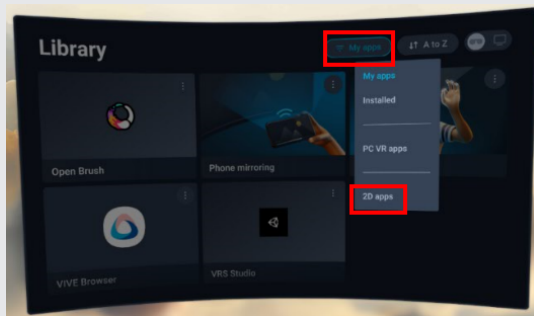 Library
My apps
A to Z
My apps
Installed
PC VR apps
2D apps
Open Brush
Phone mirroring
VIVE Browser
VRS Studio